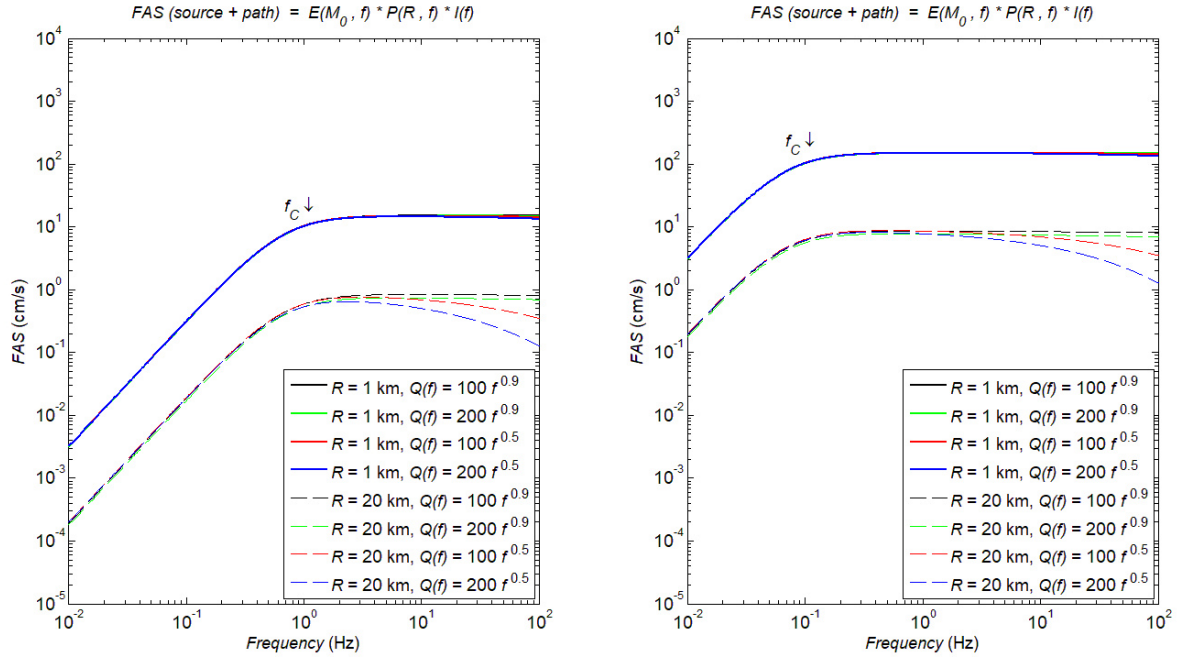 FAS (source + path) = E(M0 , f) * P(R , f) * I(f)
10^4
10^3
10^2
10^1
10^0
10^-1
10^-2
10^-3
10^-4
10^-5
FAS (cm/s)
fC ↓
R = 1 km, Q(f) = 100 f^0.9
R = 1 km, Q(f) = 200 f^0.9
R = 1 km, Q(f) = 100 f^0.5
R = 1 km, Q(f) = 200 f^0.5
R = 20 km, Q(f) = 100 f^0.9
R = 20 km, Q(f) = 200 f^0.9
R = 20 km, Q(f) = 100 f^0.5
R = 20 km, Q(f) = 200 f^0.5
10^-2 10^-1 10^0 10^1 10^2
Frequency (Hz)
FAS (source + path) = E(M0 , f) * P(R , f) * I(f)
10^4
10^3
10^2
10^1
10^0
10^-1
10^-2
10^-3
10^-4
10^-5
FAS (cm/s)
fC ↓
R = 1 km, Q(f) = 100 f^0.9
R = 1 km, Q(f) = 200 f^0.9
R = 1 km, Q(f) = 100 f^0.5
R = 1 km, Q(f) = 200 f^0.5
R = 20 km, Q(f) = 100 f^0.9
R = 20 km, Q(f) = 200 f^0.9
R = 20 km, Q(f) = 100 f^0.5
R = 20 km, Q(f) = 200 f^0.5
10^-2 10^-1 10^0 10^1 10^2
Frequency (Hz)